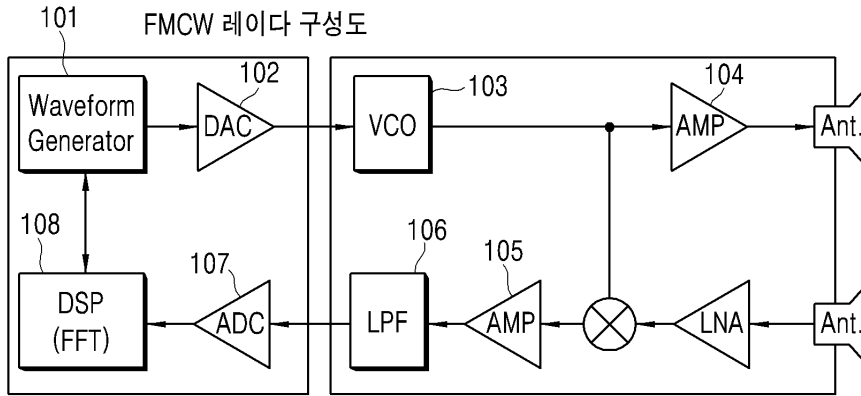 FMCW 레이다 구성도
101
Waveform
Generator
102
DAC
103
VCO
104
AMP
Ant.
108
DSP
(FFT)
107
ADC
106
LPF
105
AMP
LNA
Ant.